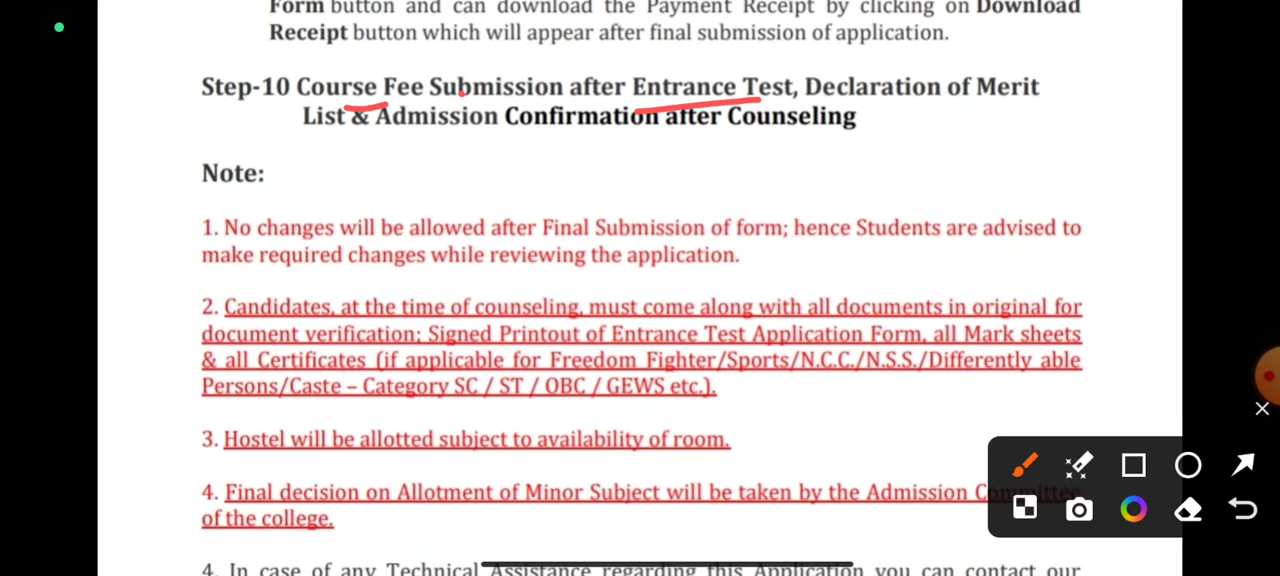 Form button and can download the Payment Receipt by clicking on Download
Receipt button which will appear after final submission of application.
Step-10 Course Fee Submission after Entrance Test, Declaration of Merit
List & Admission Confirmation after Counseling
Note:
1. No changes will be allowed after Final Submission of form; hence Students are advised to
make required changes while reviewing the application.
2. Candidates, at the time of counseling, must come along with all documents in original for
document verification; Signed Printout of Entrance Test Application Form, all Mark sheets
& all Certificates (if applicable for Freedom Fighter/Sports/N.C.C./N.S.S./Differently able
Persons/Caste – Category SC / ST / OBC / GEWS etc.).
3. Hostel will be allotted subject to availability of room.
4. Final decision on Allotment of Minor Subject will be taken by the Admission Committee
of the college.
4. In case of any Technical Assistance regarding this Application you can contact our